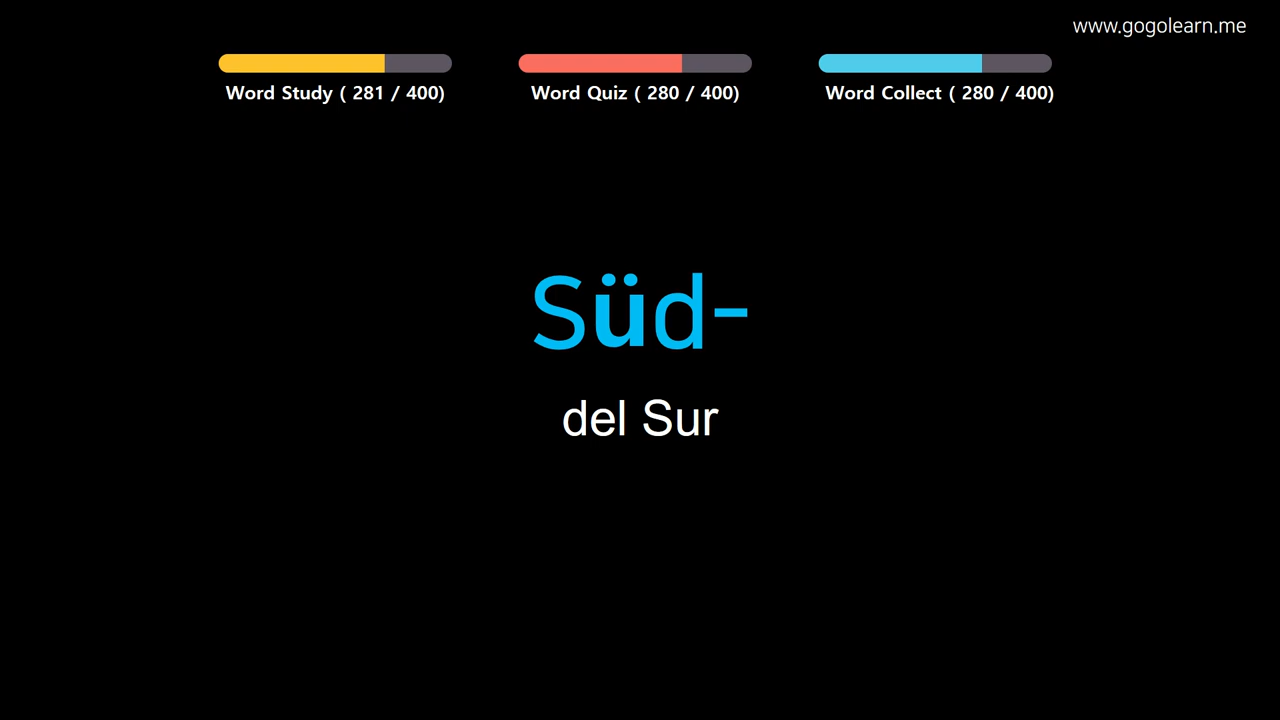 www.gogolearn.me
Word Study ( 281 / 400)
Word Quiz ( 280 / 400)
Word Collect ( 280 / 400)
Süd-
del Sur